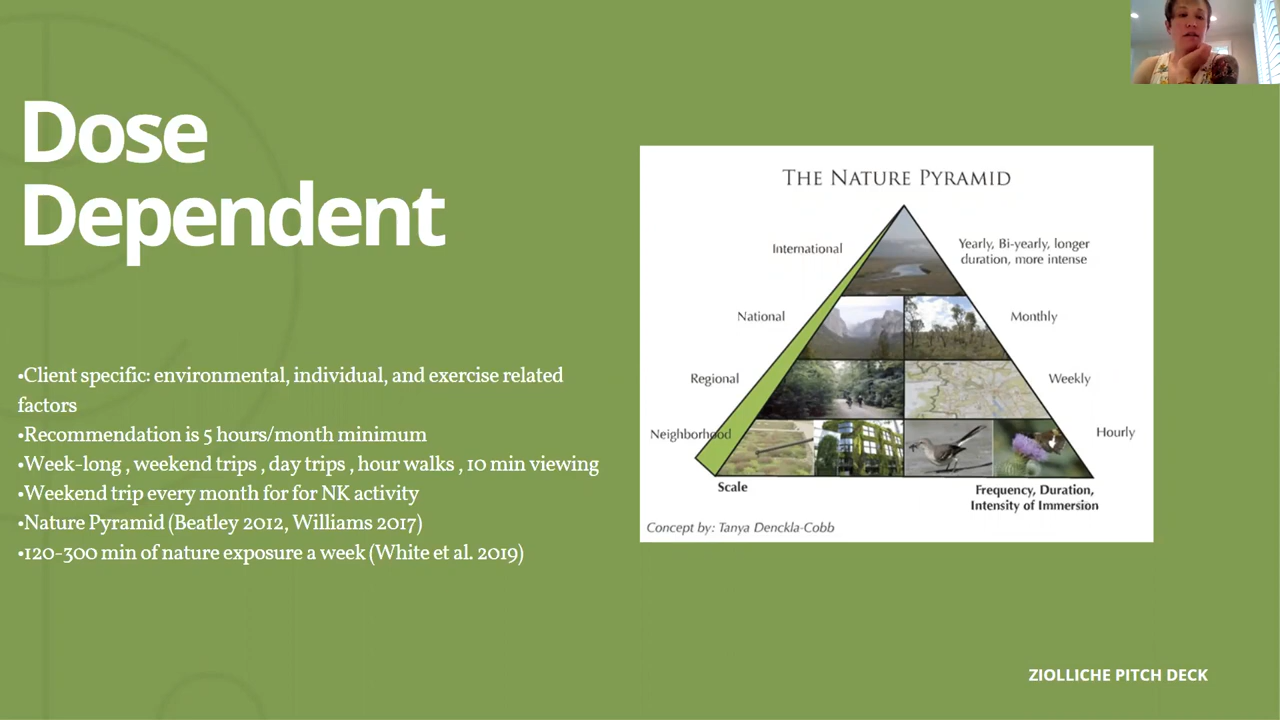 Dose
Dependent
•Client specific: environmental, individual, and exercise related
factors
•Recommendation is 5 hours/month minimum
•Week-long , weekend trips , day trips , hour walks , 10 min viewing
•Weekend trip every month for for NK activity
•Nature Pyramid (Beatley 2012, Williams 2017)
•120-300 min of nature exposure a week (White et al. 2019)
THE NATURE PYRAMID
International
Yearly, Bi-yearly, longer
duration, more intense
National
Monthly
Regional
Weekly
Neighborhood
Hourly
Scale
Frequency, Duration,
Intensity of Immersion
Concept by: Tanya Denckla-Cobb
ZIOLLICHE PITCH DECK